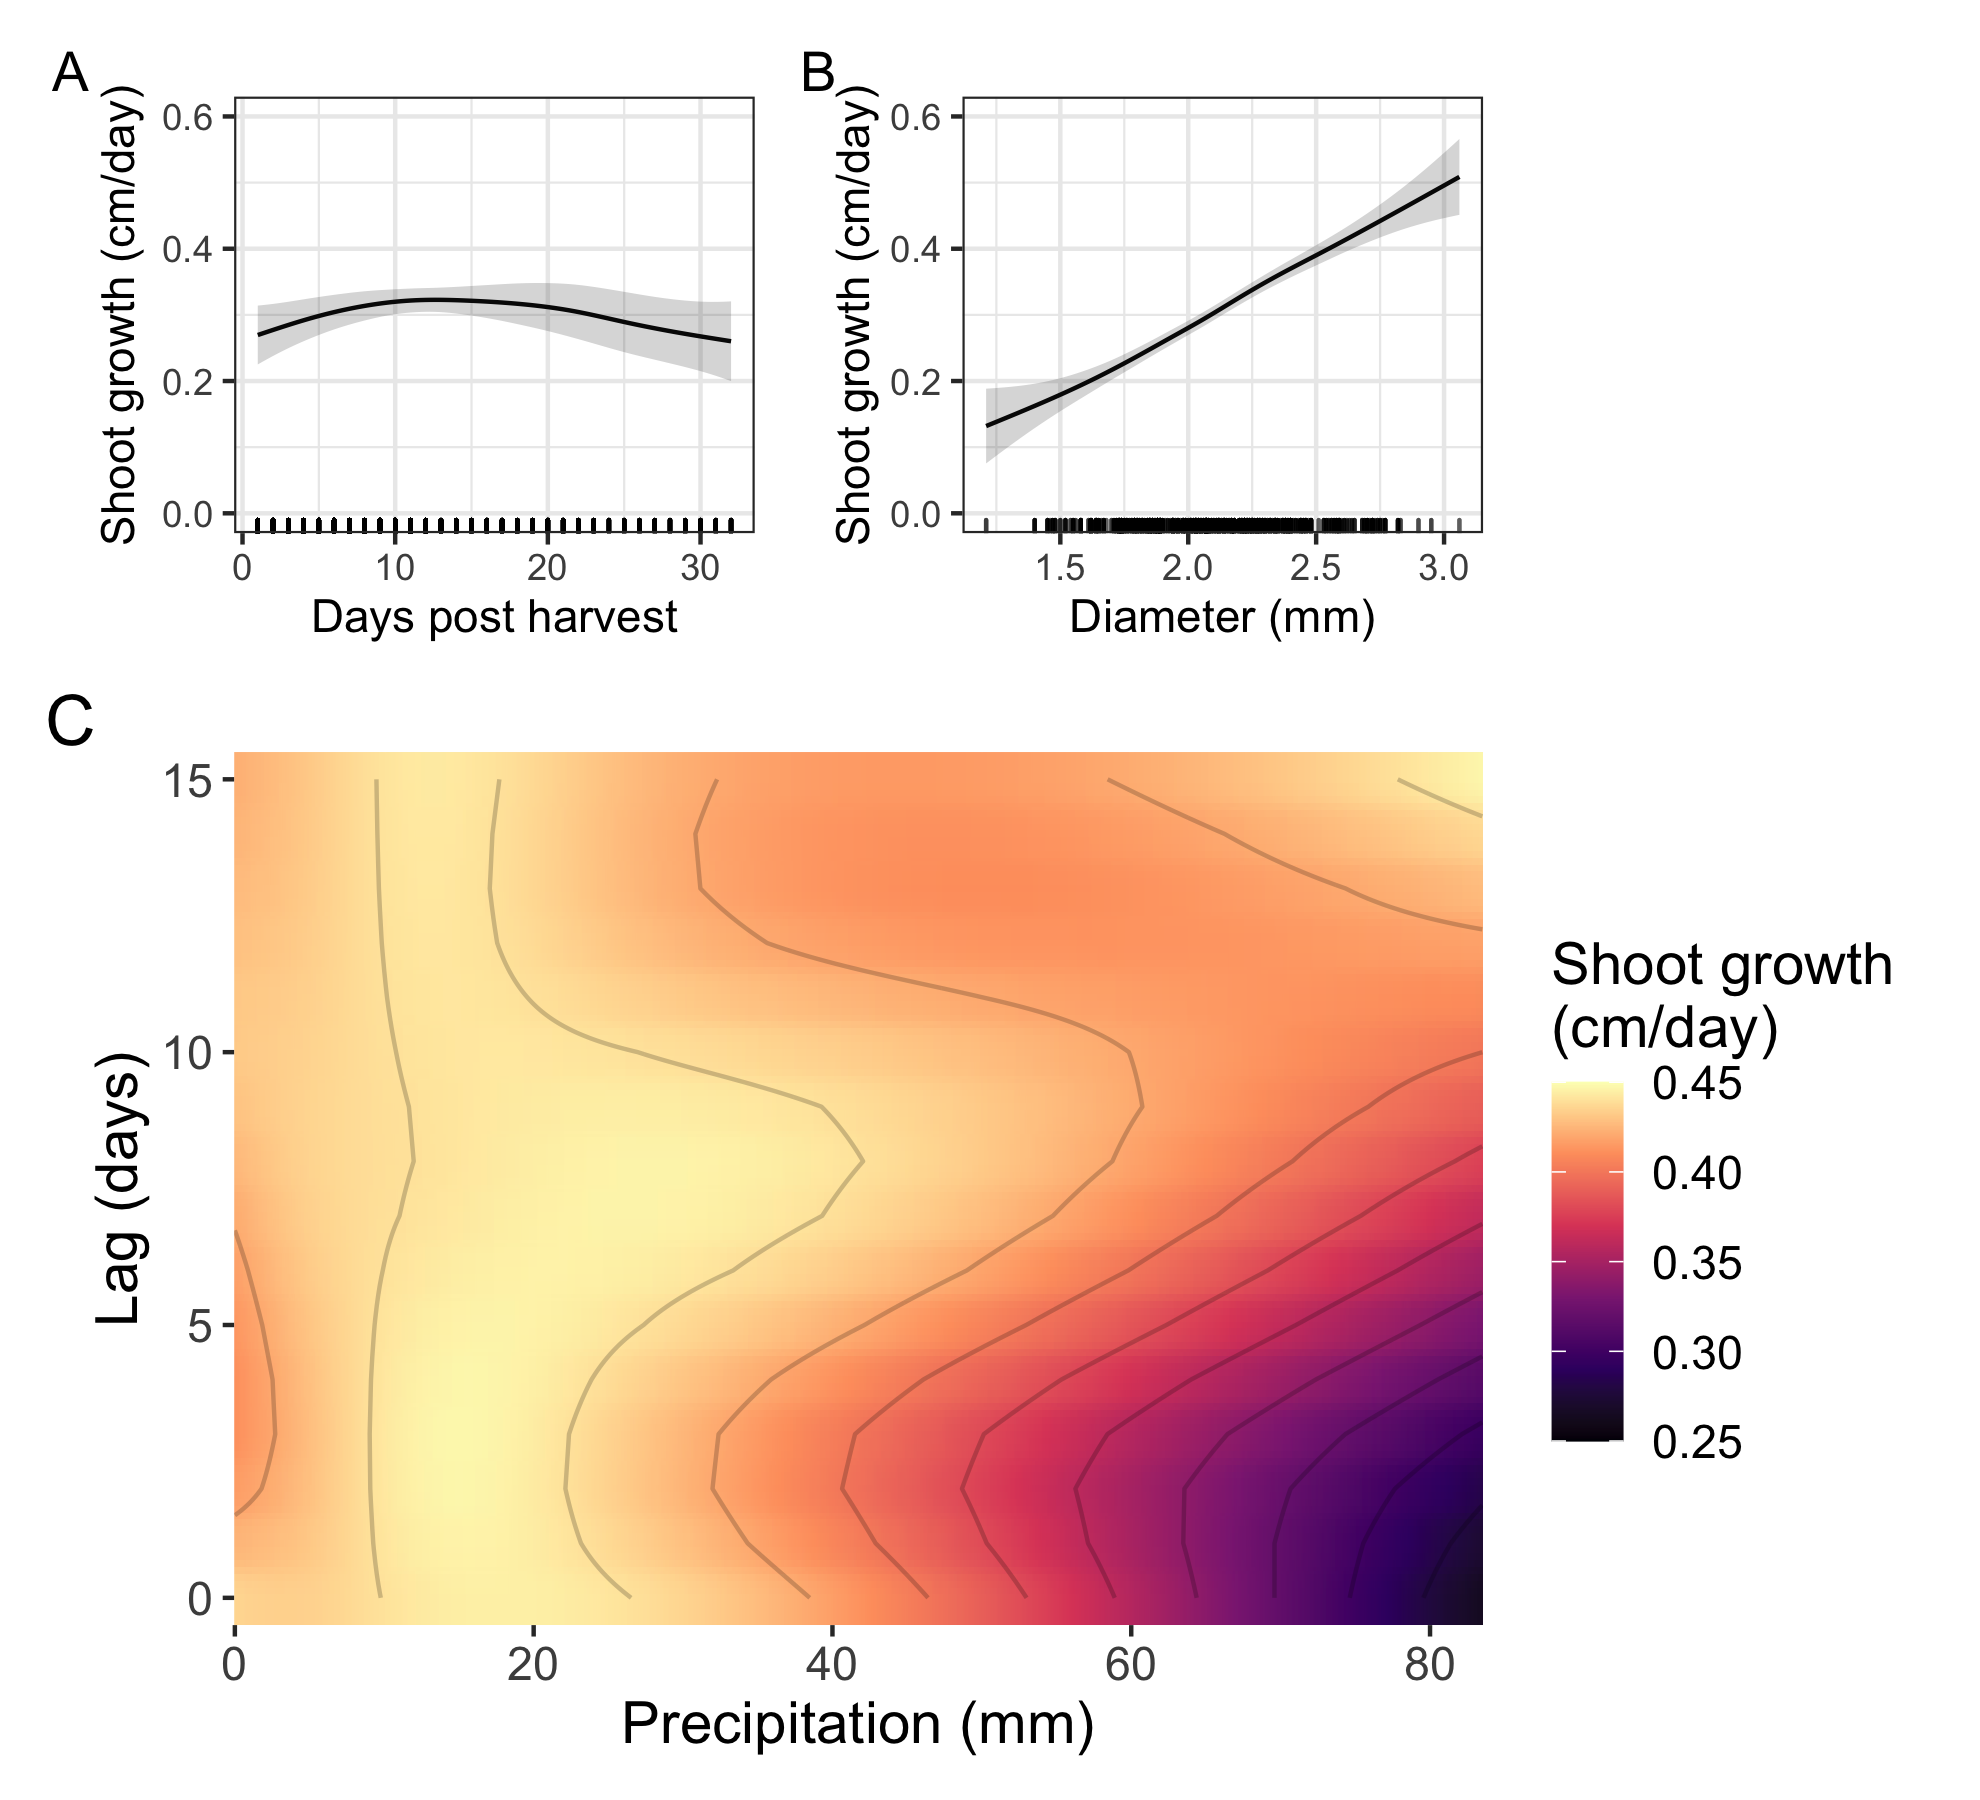 A
Shoot growth (cm/day)
0.6
0.4
0.2
0.0
0 10 20 30
Days post harvest
B
Shoot growth (cm/day)
0.6
0.4
0.2
0.0
1.5 2.0 2.5 3.0
Diameter (mm)
C
Lag (days)
15
10
5
0
0 20 40 60 80
Precipitation (mm)
Shoot growth
(cm/day)
0.45
0.40
0.35
0.30
0.25